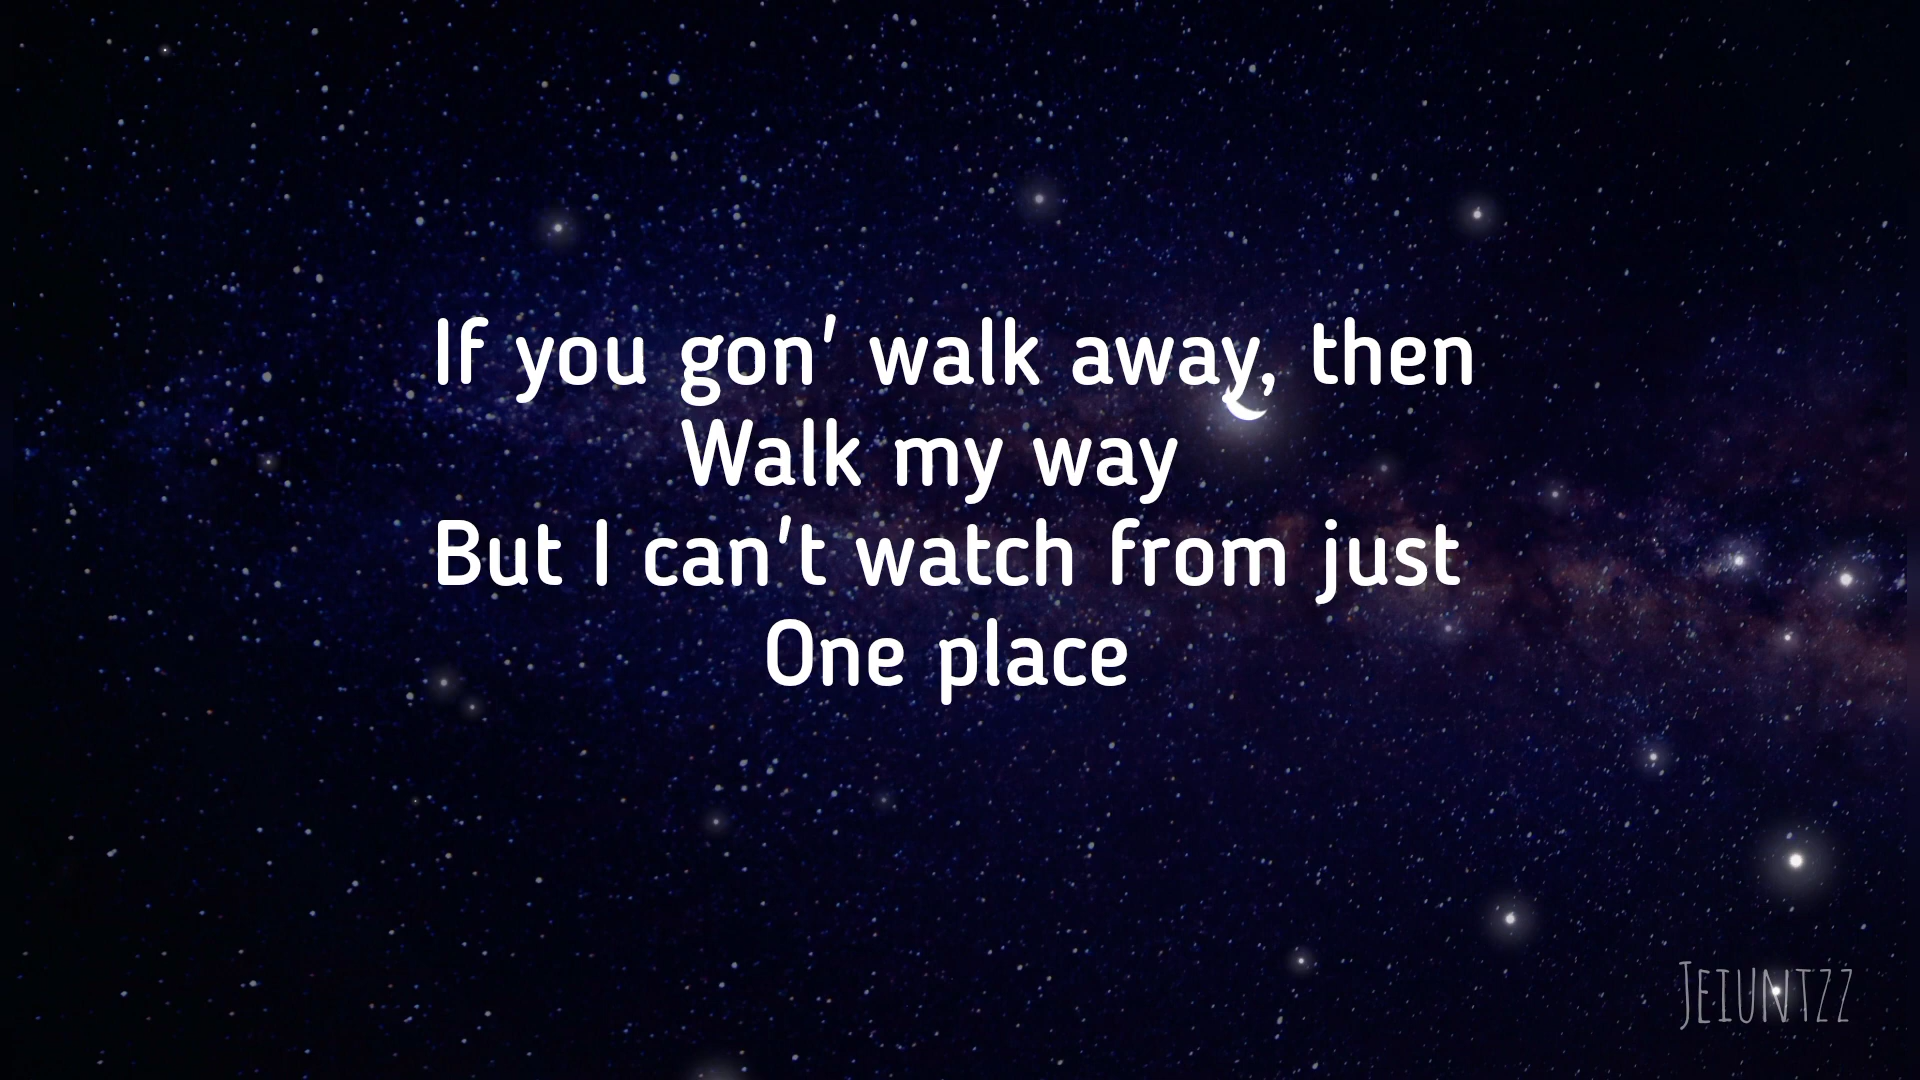 If you gon' walk away, then
Walk my way
But I can't watch from just
One place
Jeiuntzz